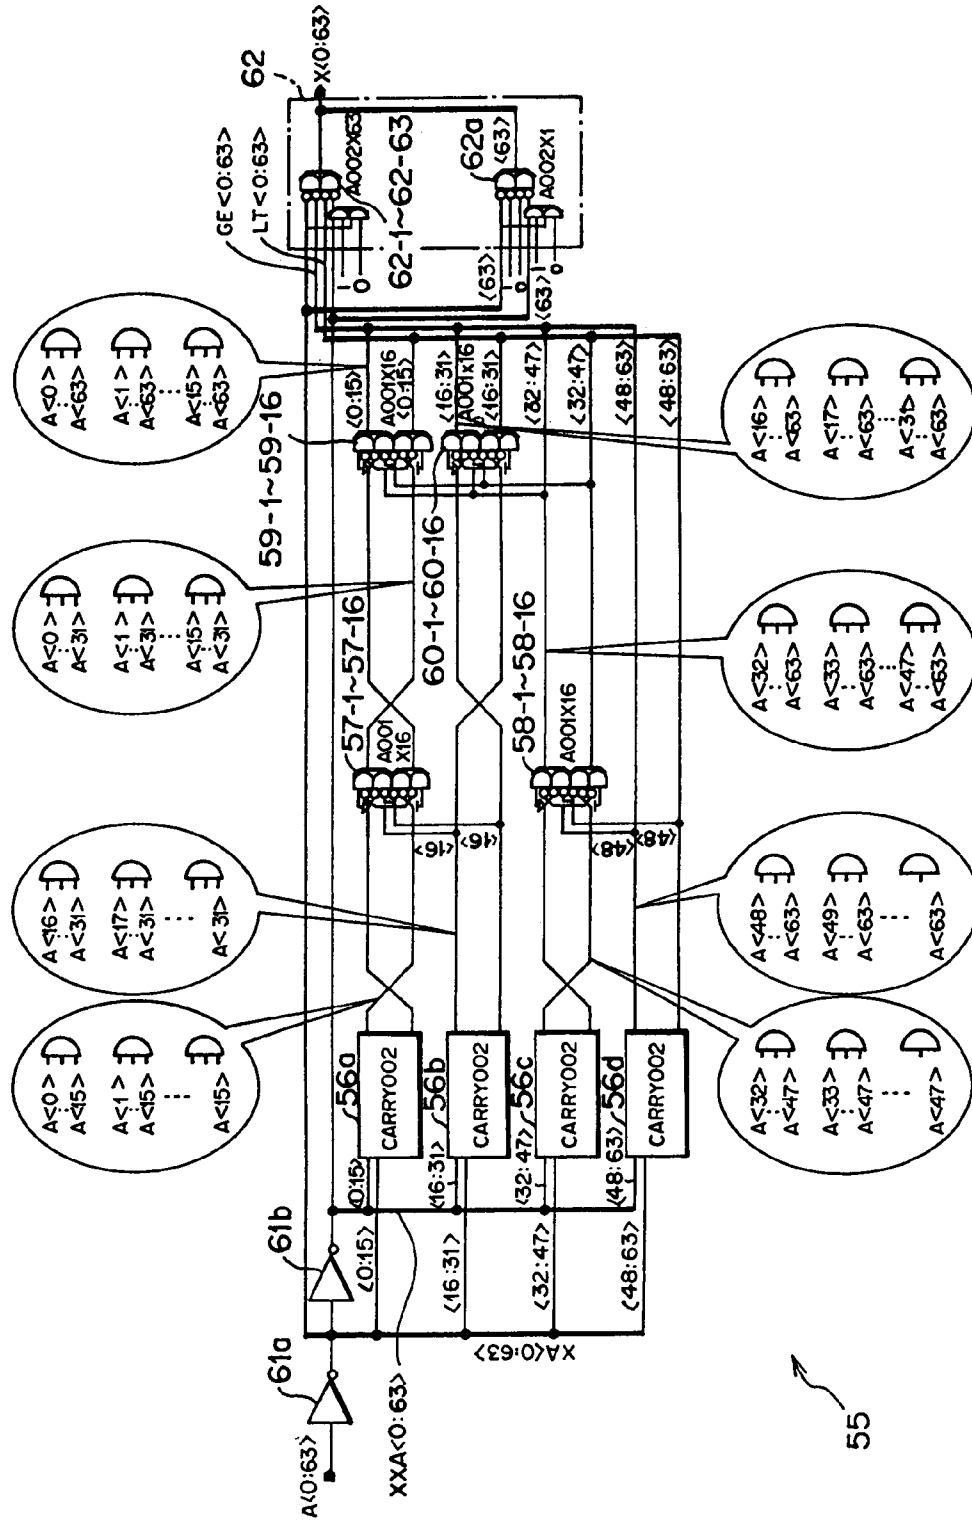 A<0:63>
61a
61b
XXA<0:63>
XA<0:63>
<0:15>
<16:31>
<32:47>
<48:63>
<0:15>
<16:31>
<32:47>
<48:63>
56a
56b
56c
56d
CARRY002
CARRY002
CARRY002
CARRY002
A<0>
A<15>
A<1>
A<15>
A<15>
A<16>
A<31>
A<17>
A<31>
A<31>
A<32>
A<47>
A<33>
A<47>
A<47>
A<48>
A<63>
A<49>
A<63>
A<63>
<16>
<16>
<48>
<48>
57-1~57-16
A001
X16
58-1~58-16
A001X16
A<0>
A<31>
A<1>
A<31>
A<15>
A<31>
A<32>
A<63>
A<33>
A<63>
A<47>
A<63>
59-1~59-16
60-1~60-16
<0:15>
A001X16
<0:15>
<16:31>
A001X16
<16:31>
<32:47>
<32:47>
<48:63>
<48:63>
A<0>
A<63>
A<1>
A<63>
A<15>
A<63>
A<16>
A<63>
A<17>
A<63>
A<31>
A<63>
GE<0:63>
LT<0:63>
62
X<0:63>
A002X63
1
0
62-1~62-63
62a
<63>
A002X1
<63>
1
0
<63>
1
0
55